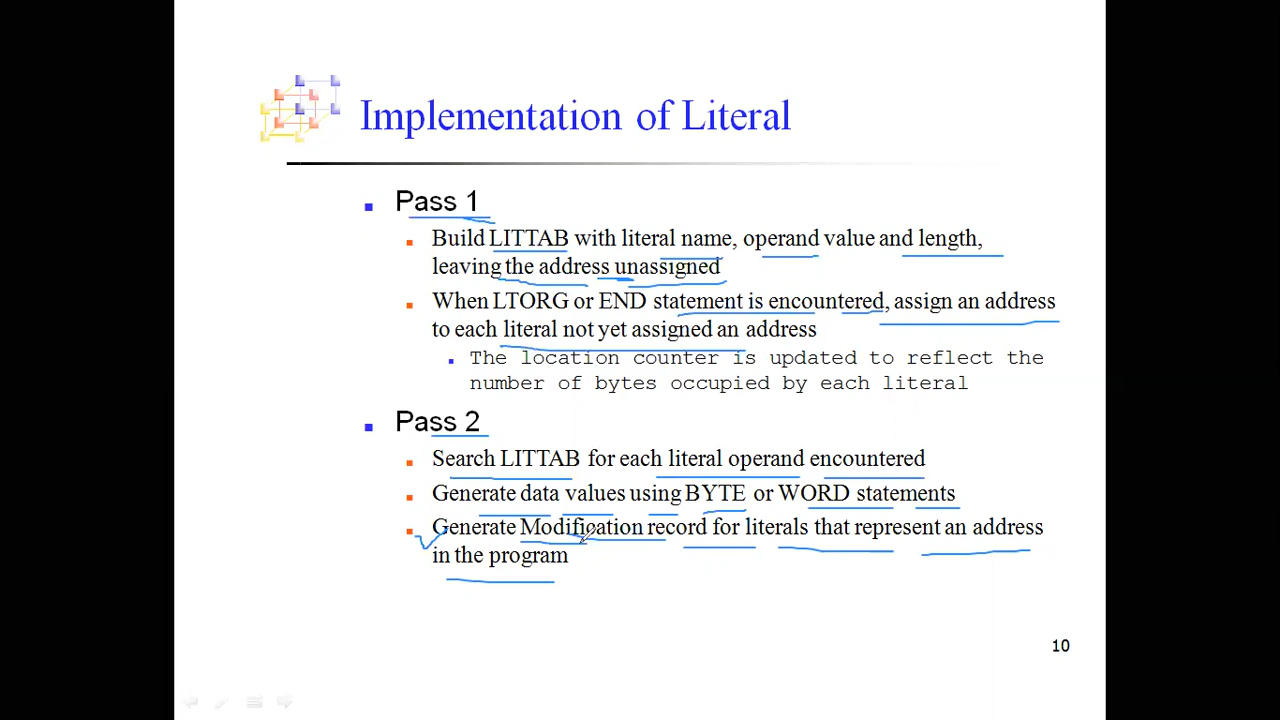 Implementation of Literal
Pass 1
Build LITTAB with literal name, operand value and length,
leaving the address unassigned
When LTORG or END statement is encountered, assign an address
to each literal not yet assigned an address
The location counter is updated to reflect the
number of bytes occupied by each literal
Pass 2
Search LITTAB for each literal operand encountered
Generate data values using BYTE or WORD statements
Generate Modification record for literals that represent an address
in the program
10